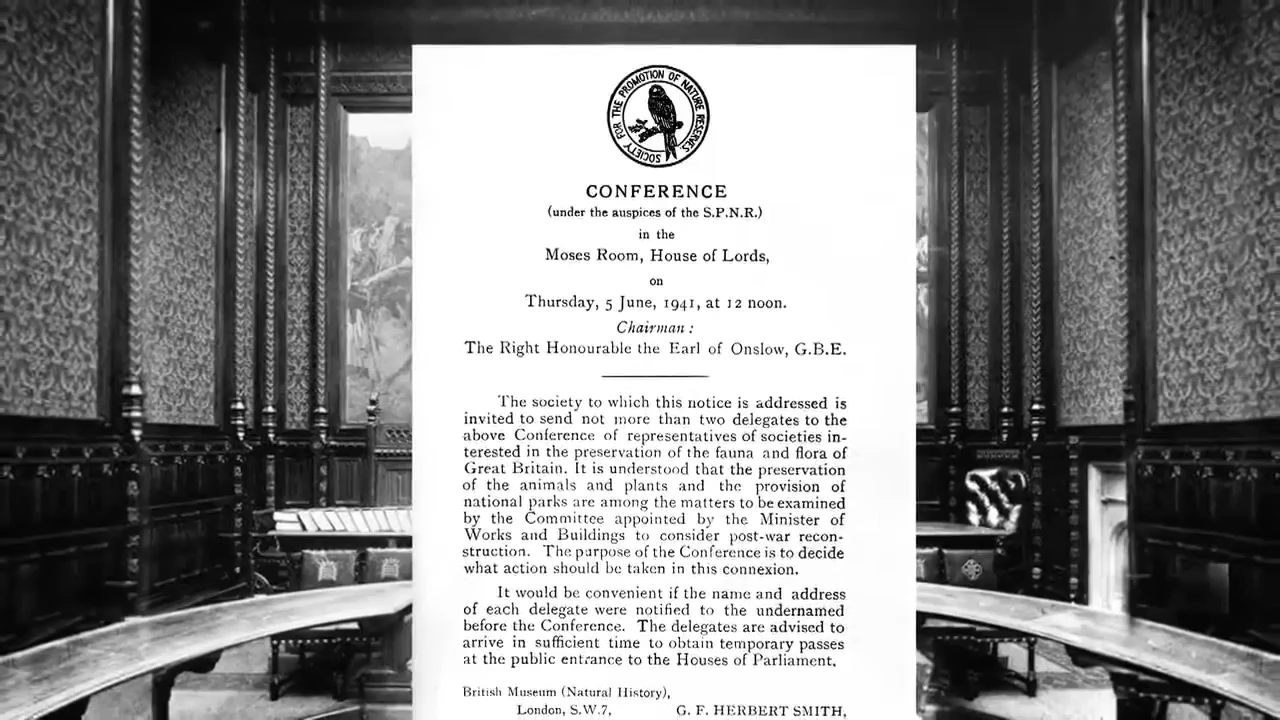 SOCIETY FOR THE PROMOTION OF NATURE RESERVES.
CONFERENCE
(under the auspices of the S.P.N.R.)
in the
Moses Room, House of Lords,
on
Thursday, 5 June, 1941, at 12 noon.
Chairman :
The Right Honourable the Earl of Onslow, G.B.E.
The society to which this notice is addressed is
invited to send not more than two delegates to the
above Conference of representatives of societies in-
terested in the preservation of the fauna and flora of
Great Britain. It is understood that the preservation
of the animals and plants and the provision of
national parks are among the matters to be examined
by the Committee appointed by the Minister of
Works and Buildings to consider post-war recon-
struction. The purpose of the Conference is to decide
what action should be taken in this connexion.
It would be convenient if the name and address
of each delegate were notified to the undernamed
before the Conference. The delegates are advised to
arrive in sufficient time to obtain temporary passes
at the public entrance to the Houses of Parliament.
British Museum (Natural History),
London, S.W.7, G. F. HERBERT SMITH,